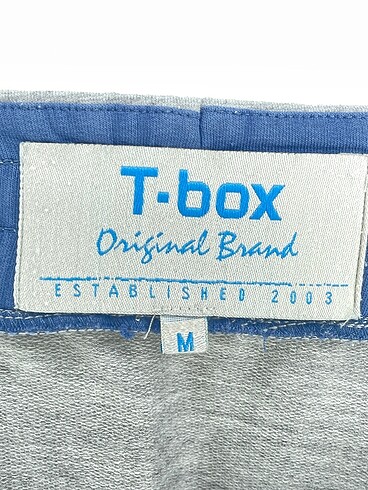 T-box
Original Brand
ESTABLISHED 2003
M